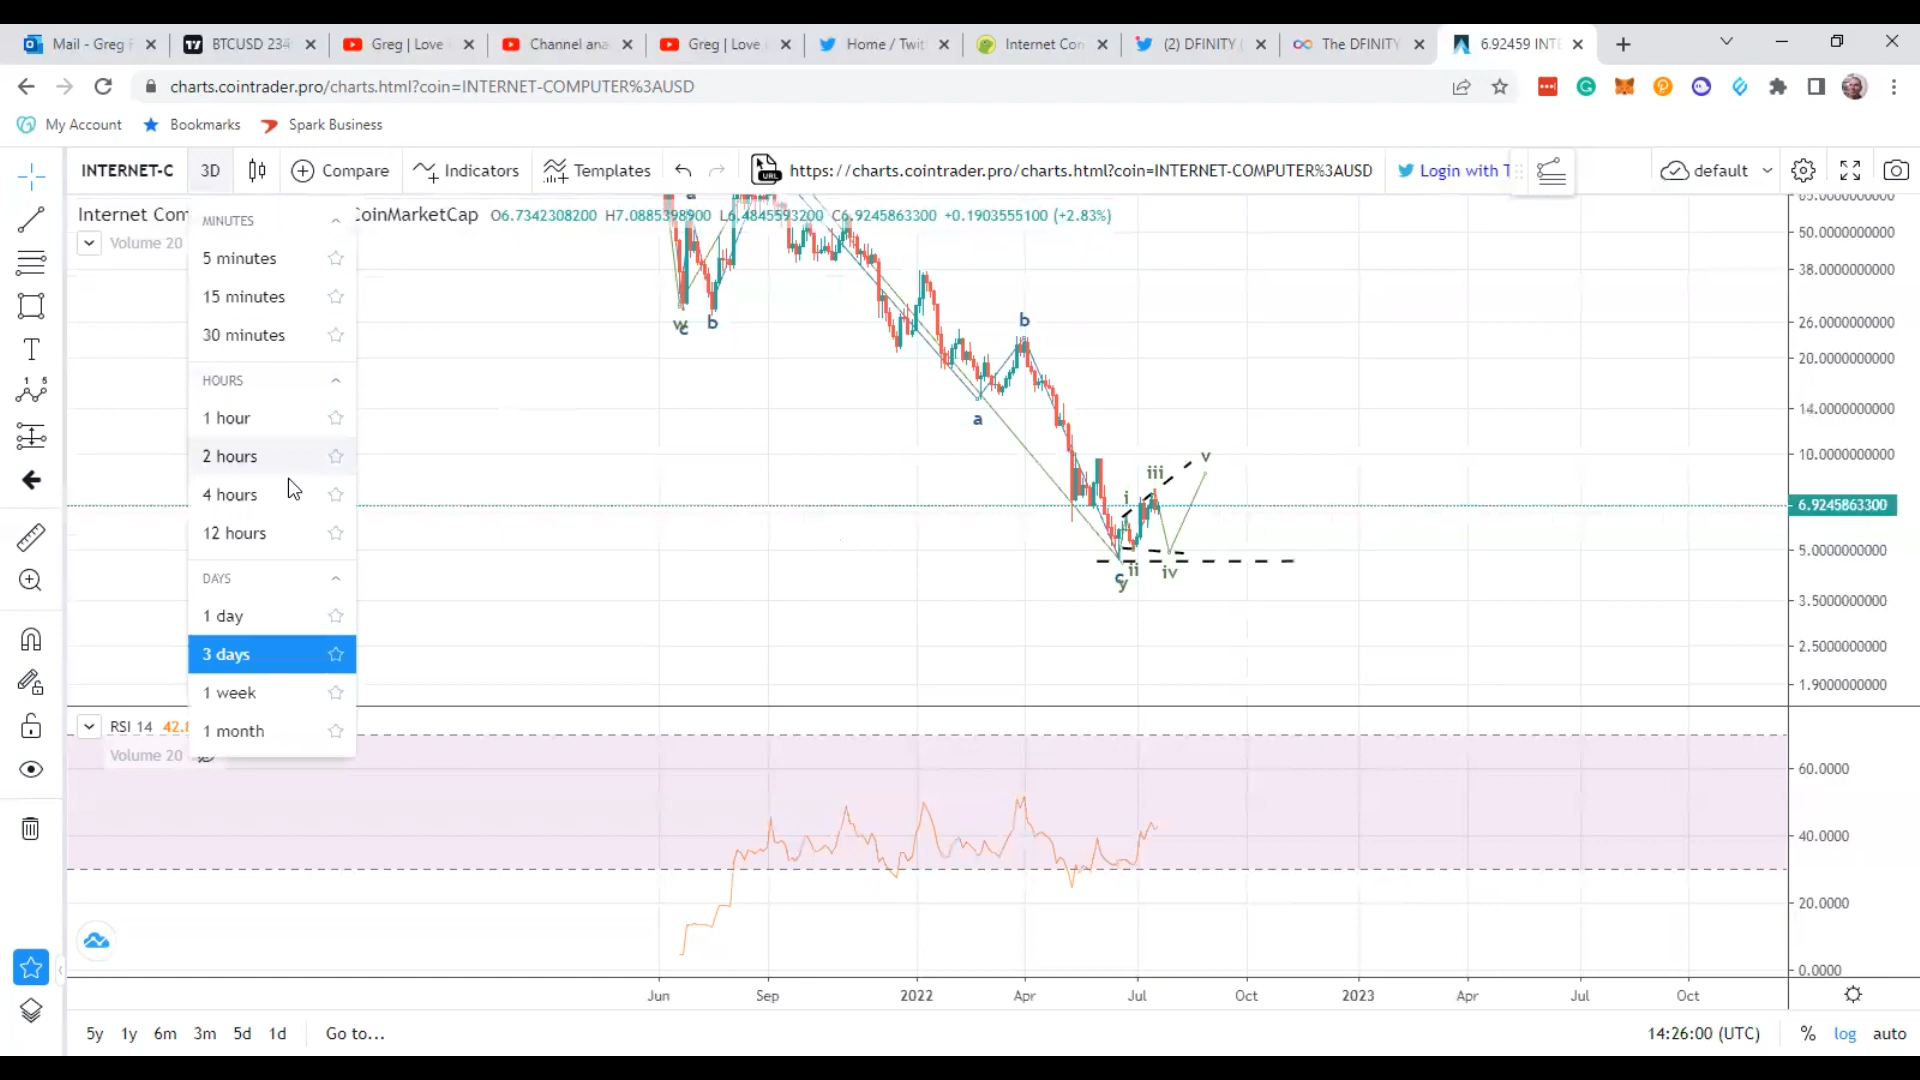 Mail - Greg F
BTCUSD 234
Greg | Love
Channel ana
Greg | Love
Home / Twit
Internet Con
(2) DFINITY (
The DFINITY
6.92459 INTE
charts.cointrader.pro/charts.html?coin=INTERNET-COMPUTER%3AUSD
My Account
Bookmarks
Spark Business
INTERNET-C
3D
Compare
Indicators
Templates
URL
https://charts.cointrader.pro/charts.html?coin=INTERNET-COMPUTER%3AUSD
Login with T
default
Internet Com
CoinMarketCap
O6.7342308200 H7.0885398900 L6.4845593200 C6.9245863300 +0.1903555100 (+2.83%)
Volume 20
MINUTES
5 minutes
15 minutes
30 minutes
HOURS
1 hour
2 hours
4 hours
12 hours
DAYS
1 day
3 days
1 week
1 month
a
w
c
b
a
b
c
y
i
ii
iii
iv
v
50.0000000000
38.0000000000
26.0000000000
20.0000000000
14.0000000000
10.0000000000
6.9245863300
5.0000000000
3.5000000000
2.5000000000
1.9000000000
RSI 14 42.8
Volume 20
60.0000
40.0000
20.0000
0.0000
Jun
Sep
2022
Apr
Jul
Oct
2023
Apr
Jul
Oct
5y
1y
6m
3m
5d
1d
Go to...
14:26:00 (UTC)
%
log
auto